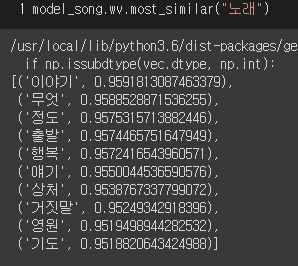 1 model_song.wv.most_similar("노래")
/usr/local/lib/python3.6/dist-packages/ge
if np.issubdtype(vec.dtype, np.int):
[('이야기', 0.9591813087463379),
('무엇', 0.9588528871536255),
('정도', 0.9575315713882446),
('출발', 0.9574465751647949),
('행복', 0.9572416543960571),
('얘기', 0.9550044536590576),
('상처', 0.9538767337799072),
('거짓말', 0.95249342918396),
('영원', 0.9519498944282532),
('기도', 0.9518820643424988)]